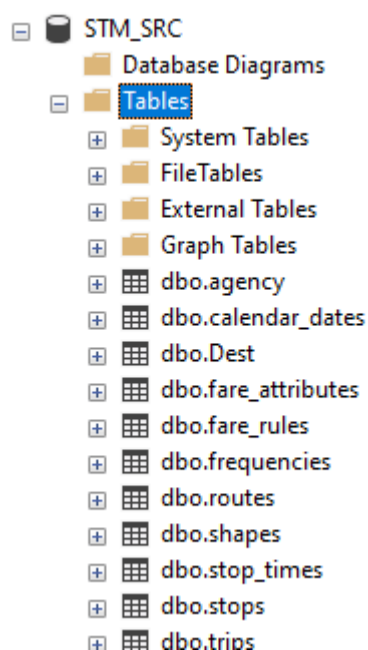 STM_SRC
Database Diagrams
Tables
System Tables
FileTables
External Tables
Graph Tables
dbo.agency
dbo.calendar_dates
dbo.Dest
dbo.fare_attributes
dbo.fare_rules
dbo.frequencies
dbo.routes
dbo.shapes
dbo.stop_times
dbo.stops
dbo.trips